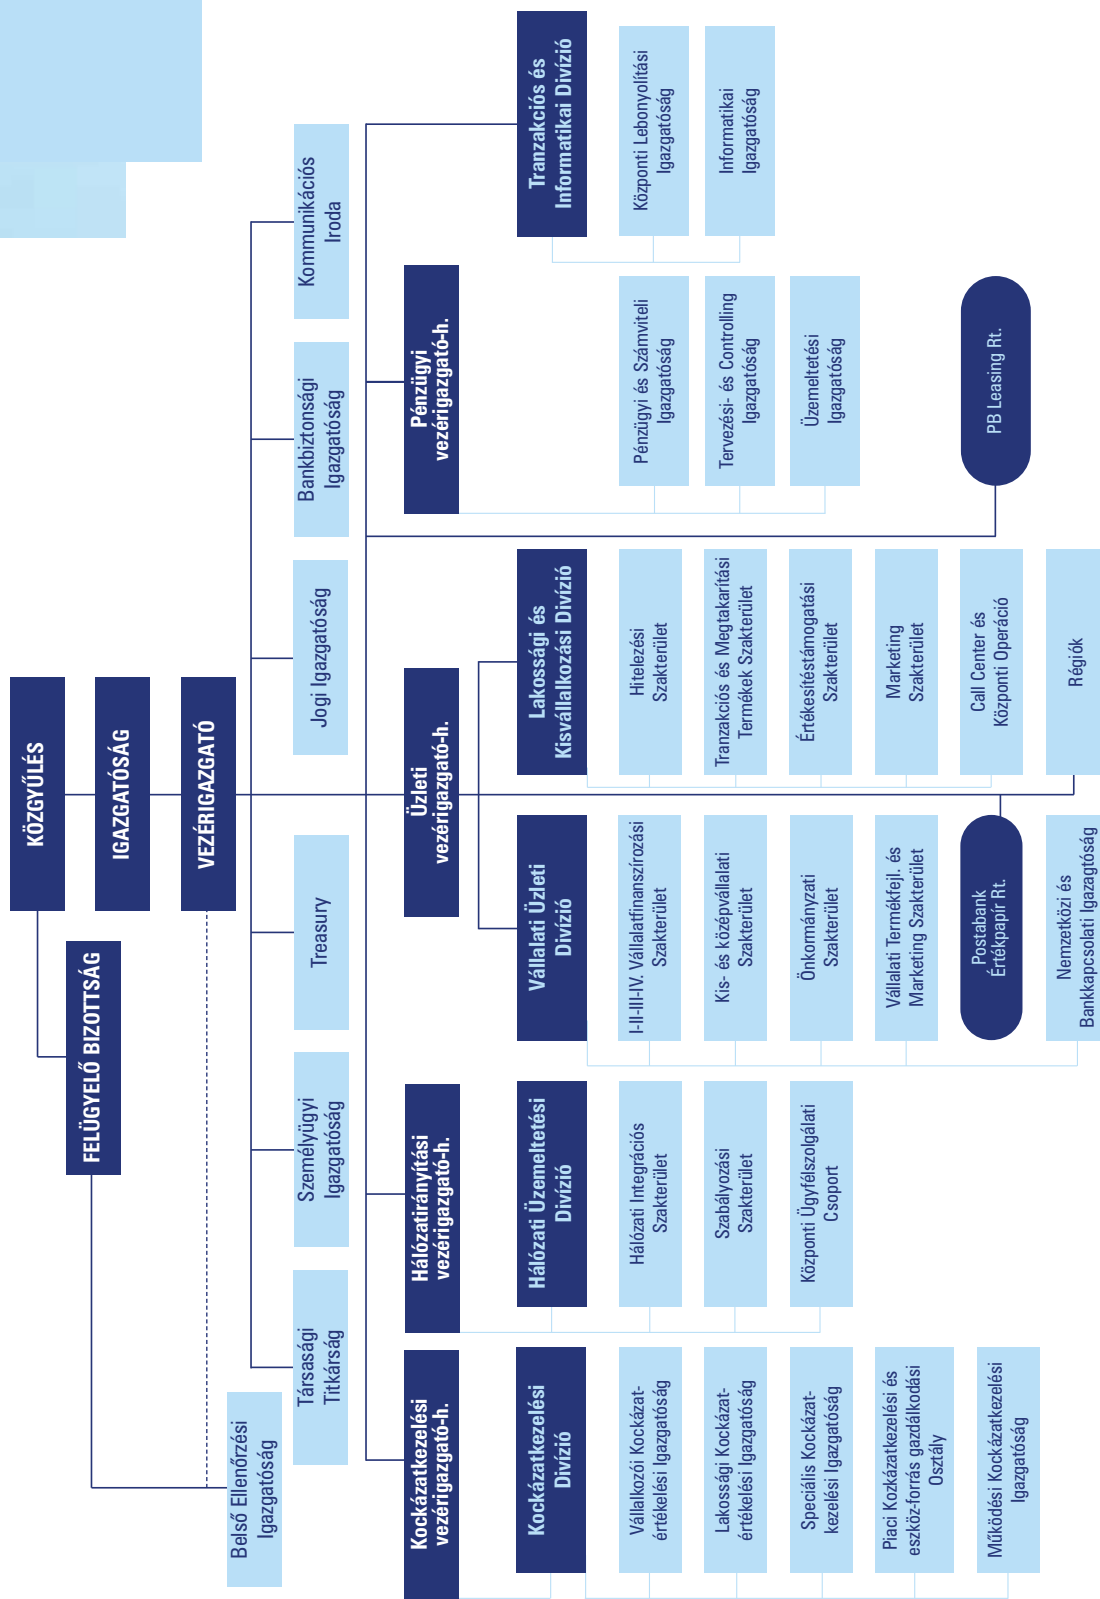 KÖZGYŰLÉS
IGAZGATÓSÁG
VEZÉRIGAZGATÓ
FELÜGYELŐ BIZOTTSÁG
Belső Ellenőrzési
Igazgatóság
Társasági
Titkárság
Személyügyi
Igazgatóság
Treasury
Jogi Igazgatóság
Bankbiztonsági
Igazgatóság
Kommunikációs
Iroda
Kockázatkezelési
vezérigazgató-h.
Hálózatirányítási
vezérigazgató-h.
Üzleti
vezérigazgató-h.
Pénzügyi
vezérigazgató-h.
Kockázatkezelési
Divízió
Vállalkozói Kockázat-
értékelési Igazgatóság
Lakossági Kockázat-
értékelési Igazgatóság
Speciális Kockázat-
kezelési Igazgatóság
Piaci Kozkázatkezelési és
eszköz-forrás gazdálkodási
Osztály
Működési Kockázatkezelési
Igazgatóság
Hálózati Üzemeltetési
Divízió
Hálózati Integrációs
Szakterület
Szabályozási
Szakterület
Központi Ügyfélszolgálati
Csoport
Vállalati Üzleti
Divízió
I-II-III-IV. Vállalatfinanszírozási
Szakterület
Kis- és középvállalati
Szakterület
Önkormányzati
Szakterület
Vállalati Termékfejl. és
Marketing Szakterület
Postabank
Értékpapír Rt.
Nemzetközi és
Bankkapcsolati Igazagtóság
Lakossági és
Kisvállalkozási Divízió
Hitelezési
Szakterület
Tranzakciós és Megtakarítási
Termékek Szakterület
Értékesítéstámogatási
Szakterület
Marketing
Szakterület
Call Center és
Központi Operáció
Régiók
Pénzügyi és Számviteli
Igazgatóság
Tervezési- és Controlling
Igazgatóság
Üzemeltetési
Igazgatóság
PB Leasing Rt.
Tranzakciós és
Informatikai Divízió
Központi Lebonyolítási
Igazgatóság
Informatikai
Igazgatóság